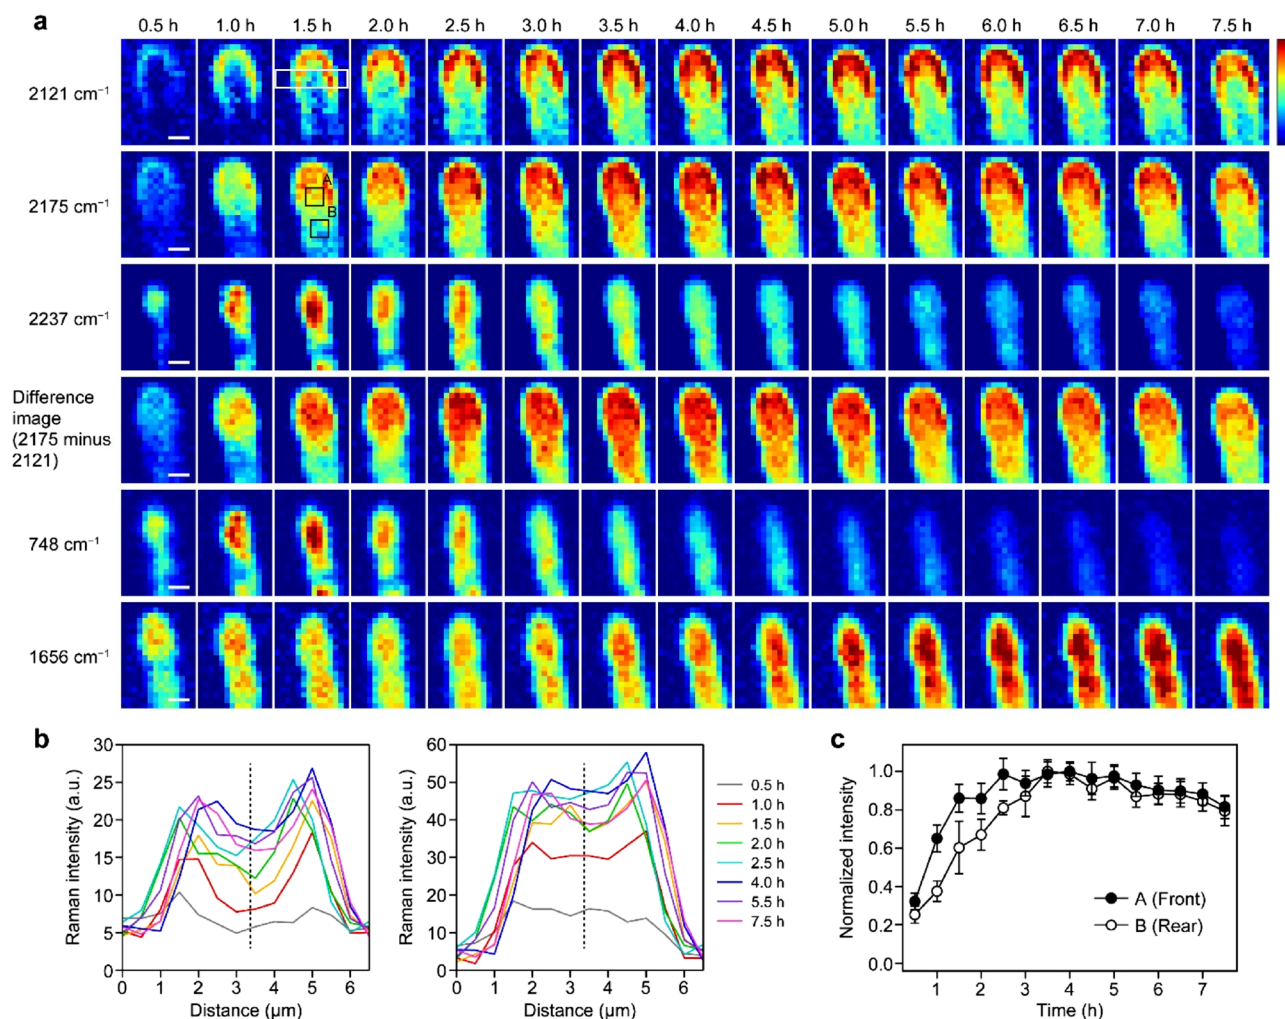 a
0.5 h 1.0 h 1.5 h 2.0 h 2.5 h 3.0 h 3.5 h 4.0 h 4.5 h 5.0 h 5.5 h 6.0 h 6.5 h 7.0 h 7.5 h
2121 cm⁻¹
2175 cm⁻¹
A
B
2237 cm⁻¹
Difference
image
(2175 minus
2121)
748 cm⁻¹
1656 cm⁻¹
b
Raman intensity (a.u.)
30
25
20
15
10
5
0
0 1 2 3 4 5 6
Distance (μm)
Raman intensity (a.u.)
60
50
40
30
20
10
0
0 1 2 3 4 5 6
Distance (μm)
0.5 h
1.0 h
1.5 h
2.0 h
2.5 h
4.0 h
5.5 h
7.5 h
c
Normalized intensity
1.0
0.8
0.6
0.4
0.2
0.0
A (Front)
B (Rear)
1 2 3 4 5 6 7
Time (h)